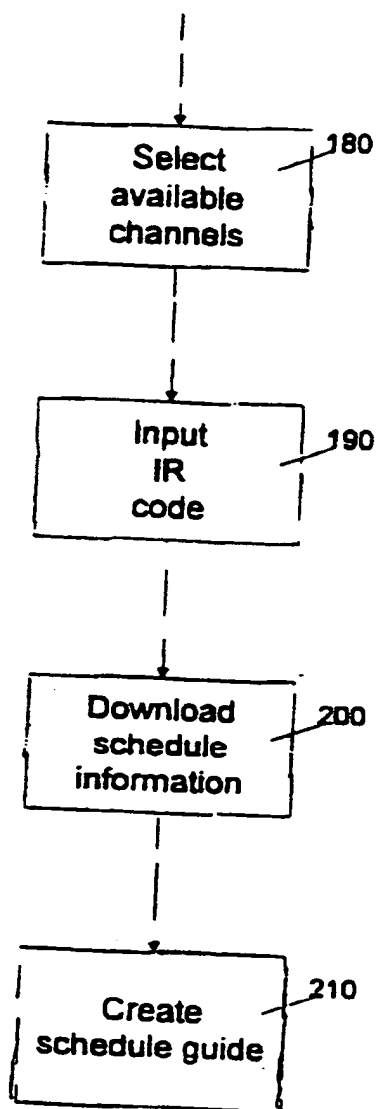 180
Select
available
channels
190
Input
IR
code
200
Download
schedule
information
210
Create
schedule guide